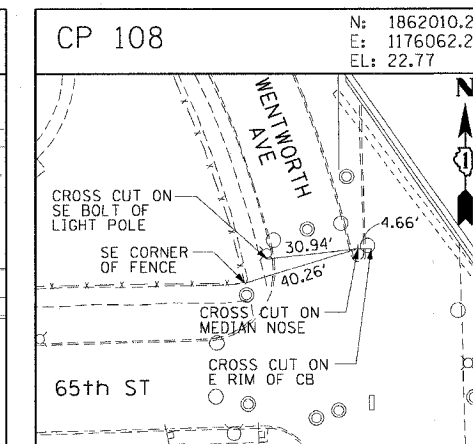 CP 108
N: 1862010.2
E: 1176062.2
EL: 22.77
N
1
WENTWORTH
AVE
CROSS CUT ON
SE BOLT OF
LIGHT POLE
4.66'
30.94'
SE CORNER
OF FENCE
40.26'
CROSS CUT ON
MEDIAN NOSE
CROSS CUT ON
E RIM OF CB
65th ST